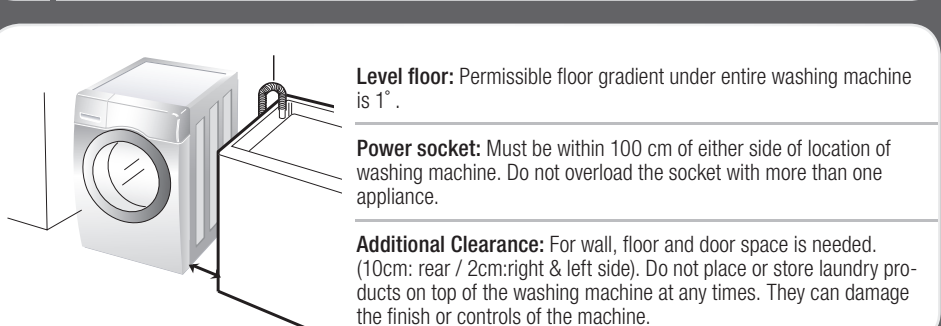 Level floor: Permissible floor gradient under entire washing machine
is 1˚ .
Power socket: Must be within 100 cm of either side of location of
washing machine. Do not overload the socket with more than one
appliance.
Additional Clearance: For wall, floor and door space is needed.
(10cm: rear / 2cm:right & left side). Do not place or store laundry pro-
ducts on top of the washing machine at any times. They can damage
the finish or controls of the machine.